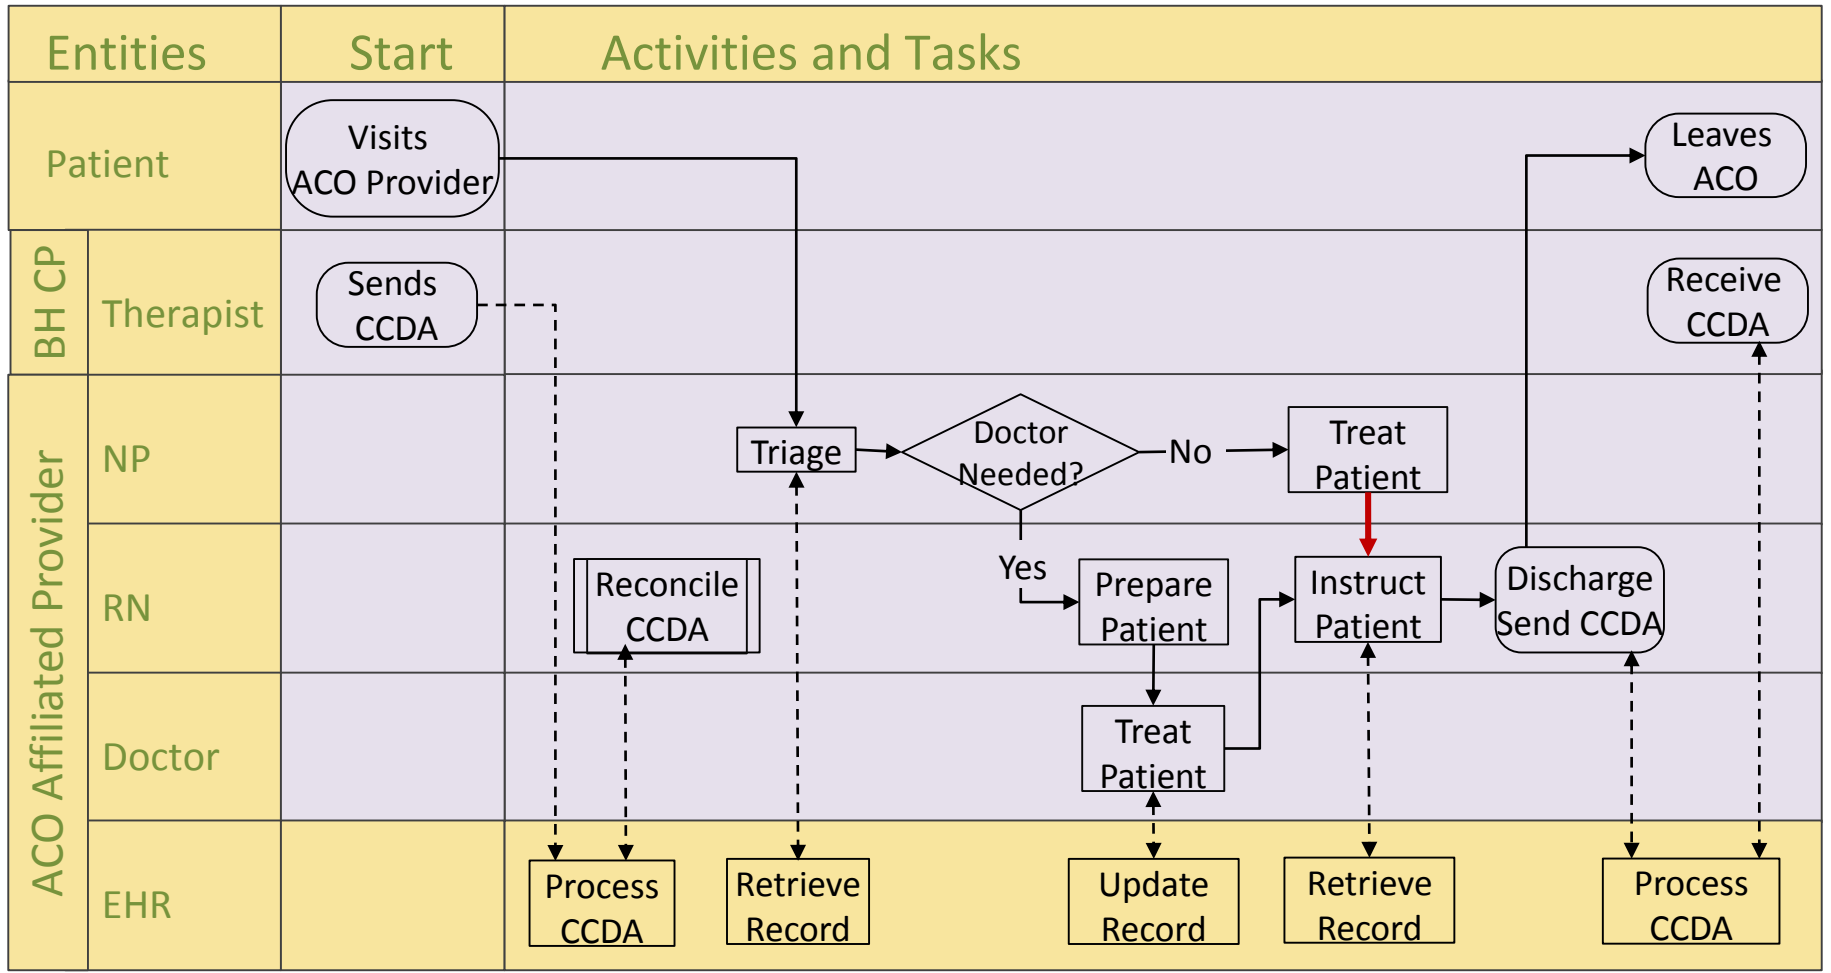 Entities
Start
Activities and Tasks
Patient
Visits
ACO Provider
Leaves
ACO
BH CP
Therapist
Sends
CCDA
Receive
CCDA
ACO Affiliated Provider
NP
Triage
Doctor
Needed?
No
Treat
Patient
RN
Reconcile
CCDA
Yes
Prepare
Patient
Instruct
Patient
Discharge
Send CCDA
Doctor
Treat
Patient
EHR
Process
CCDA
Retrieve
Record
Update
Record
Retrieve
Record
Process
CCDA